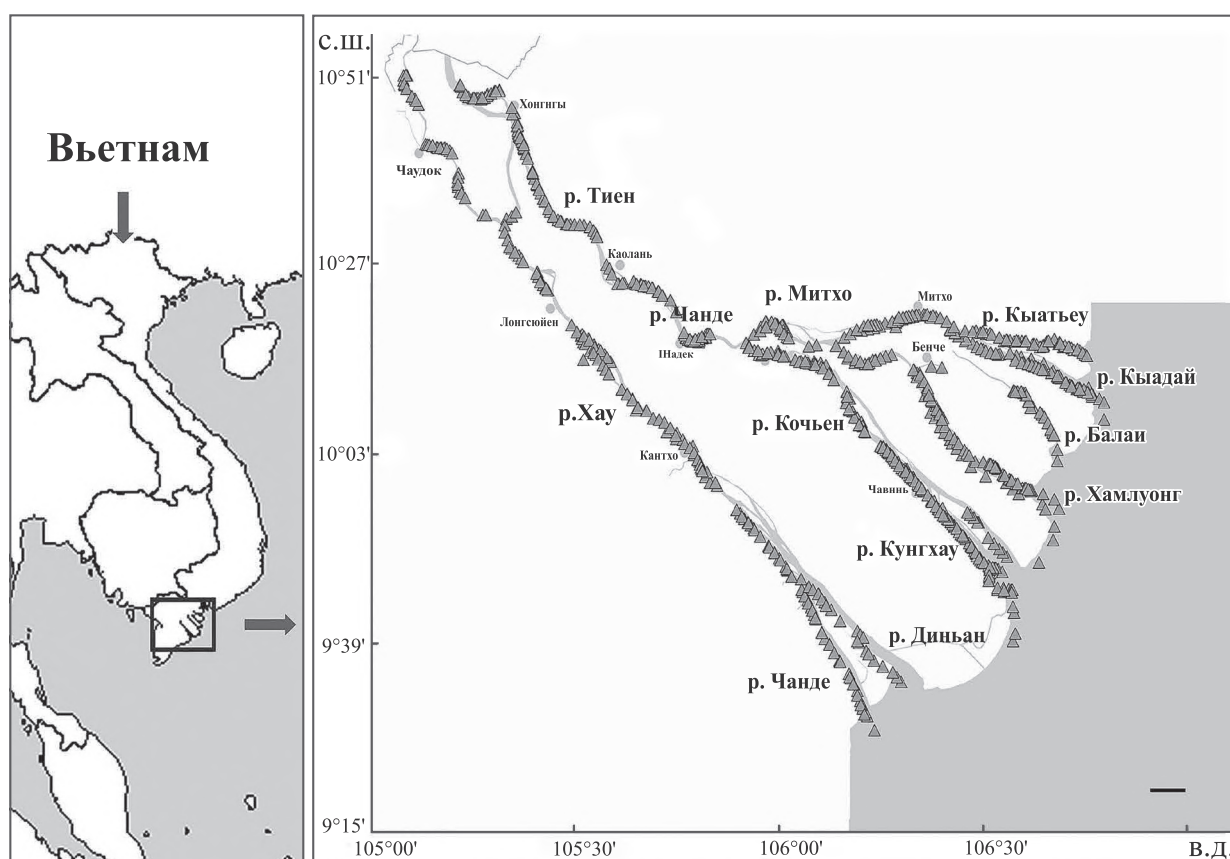 Вьетнам
с.ш.
10°51'
Хонгнгы
Чаудок
р. Тиен
10°27'
Каолань
р. Митхо
Митхо
р. Чанде
р. Кыатьеу
Лонгсюйен
IНадек
Бенче
р. Кыадай
р.Хау
р. Кочьен
р. Балаи
10°03'
Кантхо
Чавинь
р. Хамлуонг
р. Кунгхау
9°39'
р. Диньан
р. Чанде
9°15'
105°00'
105°30'
106°00'
106°30'
в.д.